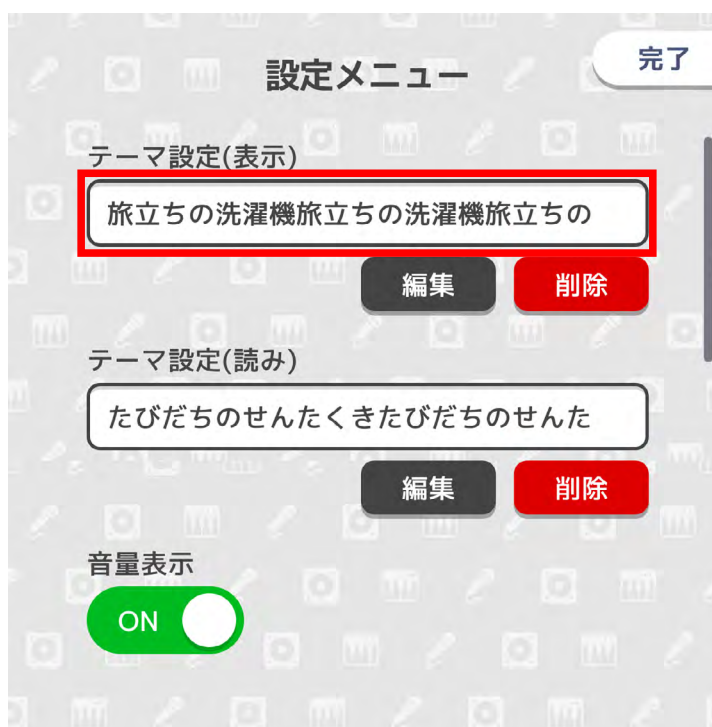 設定メニュー
完了
テーマ設定(表示)
旅立ちの洗濯機旅立ちの洗濯機旅立ちの
編集
削除
テーマ設定(読み)
たびだちのせんたくきたびだちのせんた
編集
削除
音量表示
ON